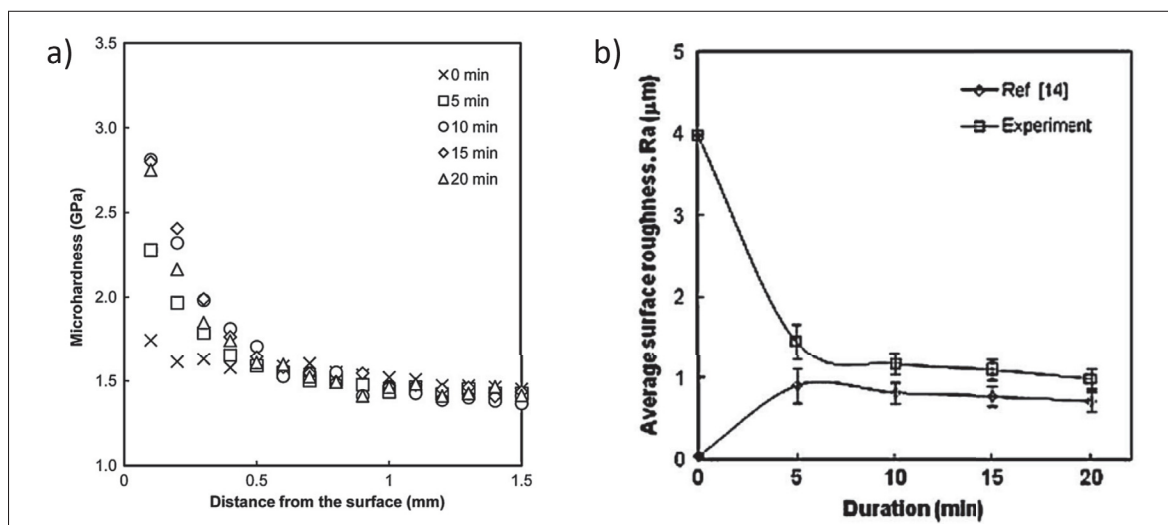 a)
3.5
3.0
2.5
2.0
1.5
1.0
0 min
5 min
10 min
15 min
20 min
Microhardness (GPa)
0
0.5
1
1.5
Distance from the surface (mm)
b)
5
4
3
2
1
0
Ref [14]
Experiment
Average surface roughness. Ra (μm)
0
5
10
15
20
Duration (min)